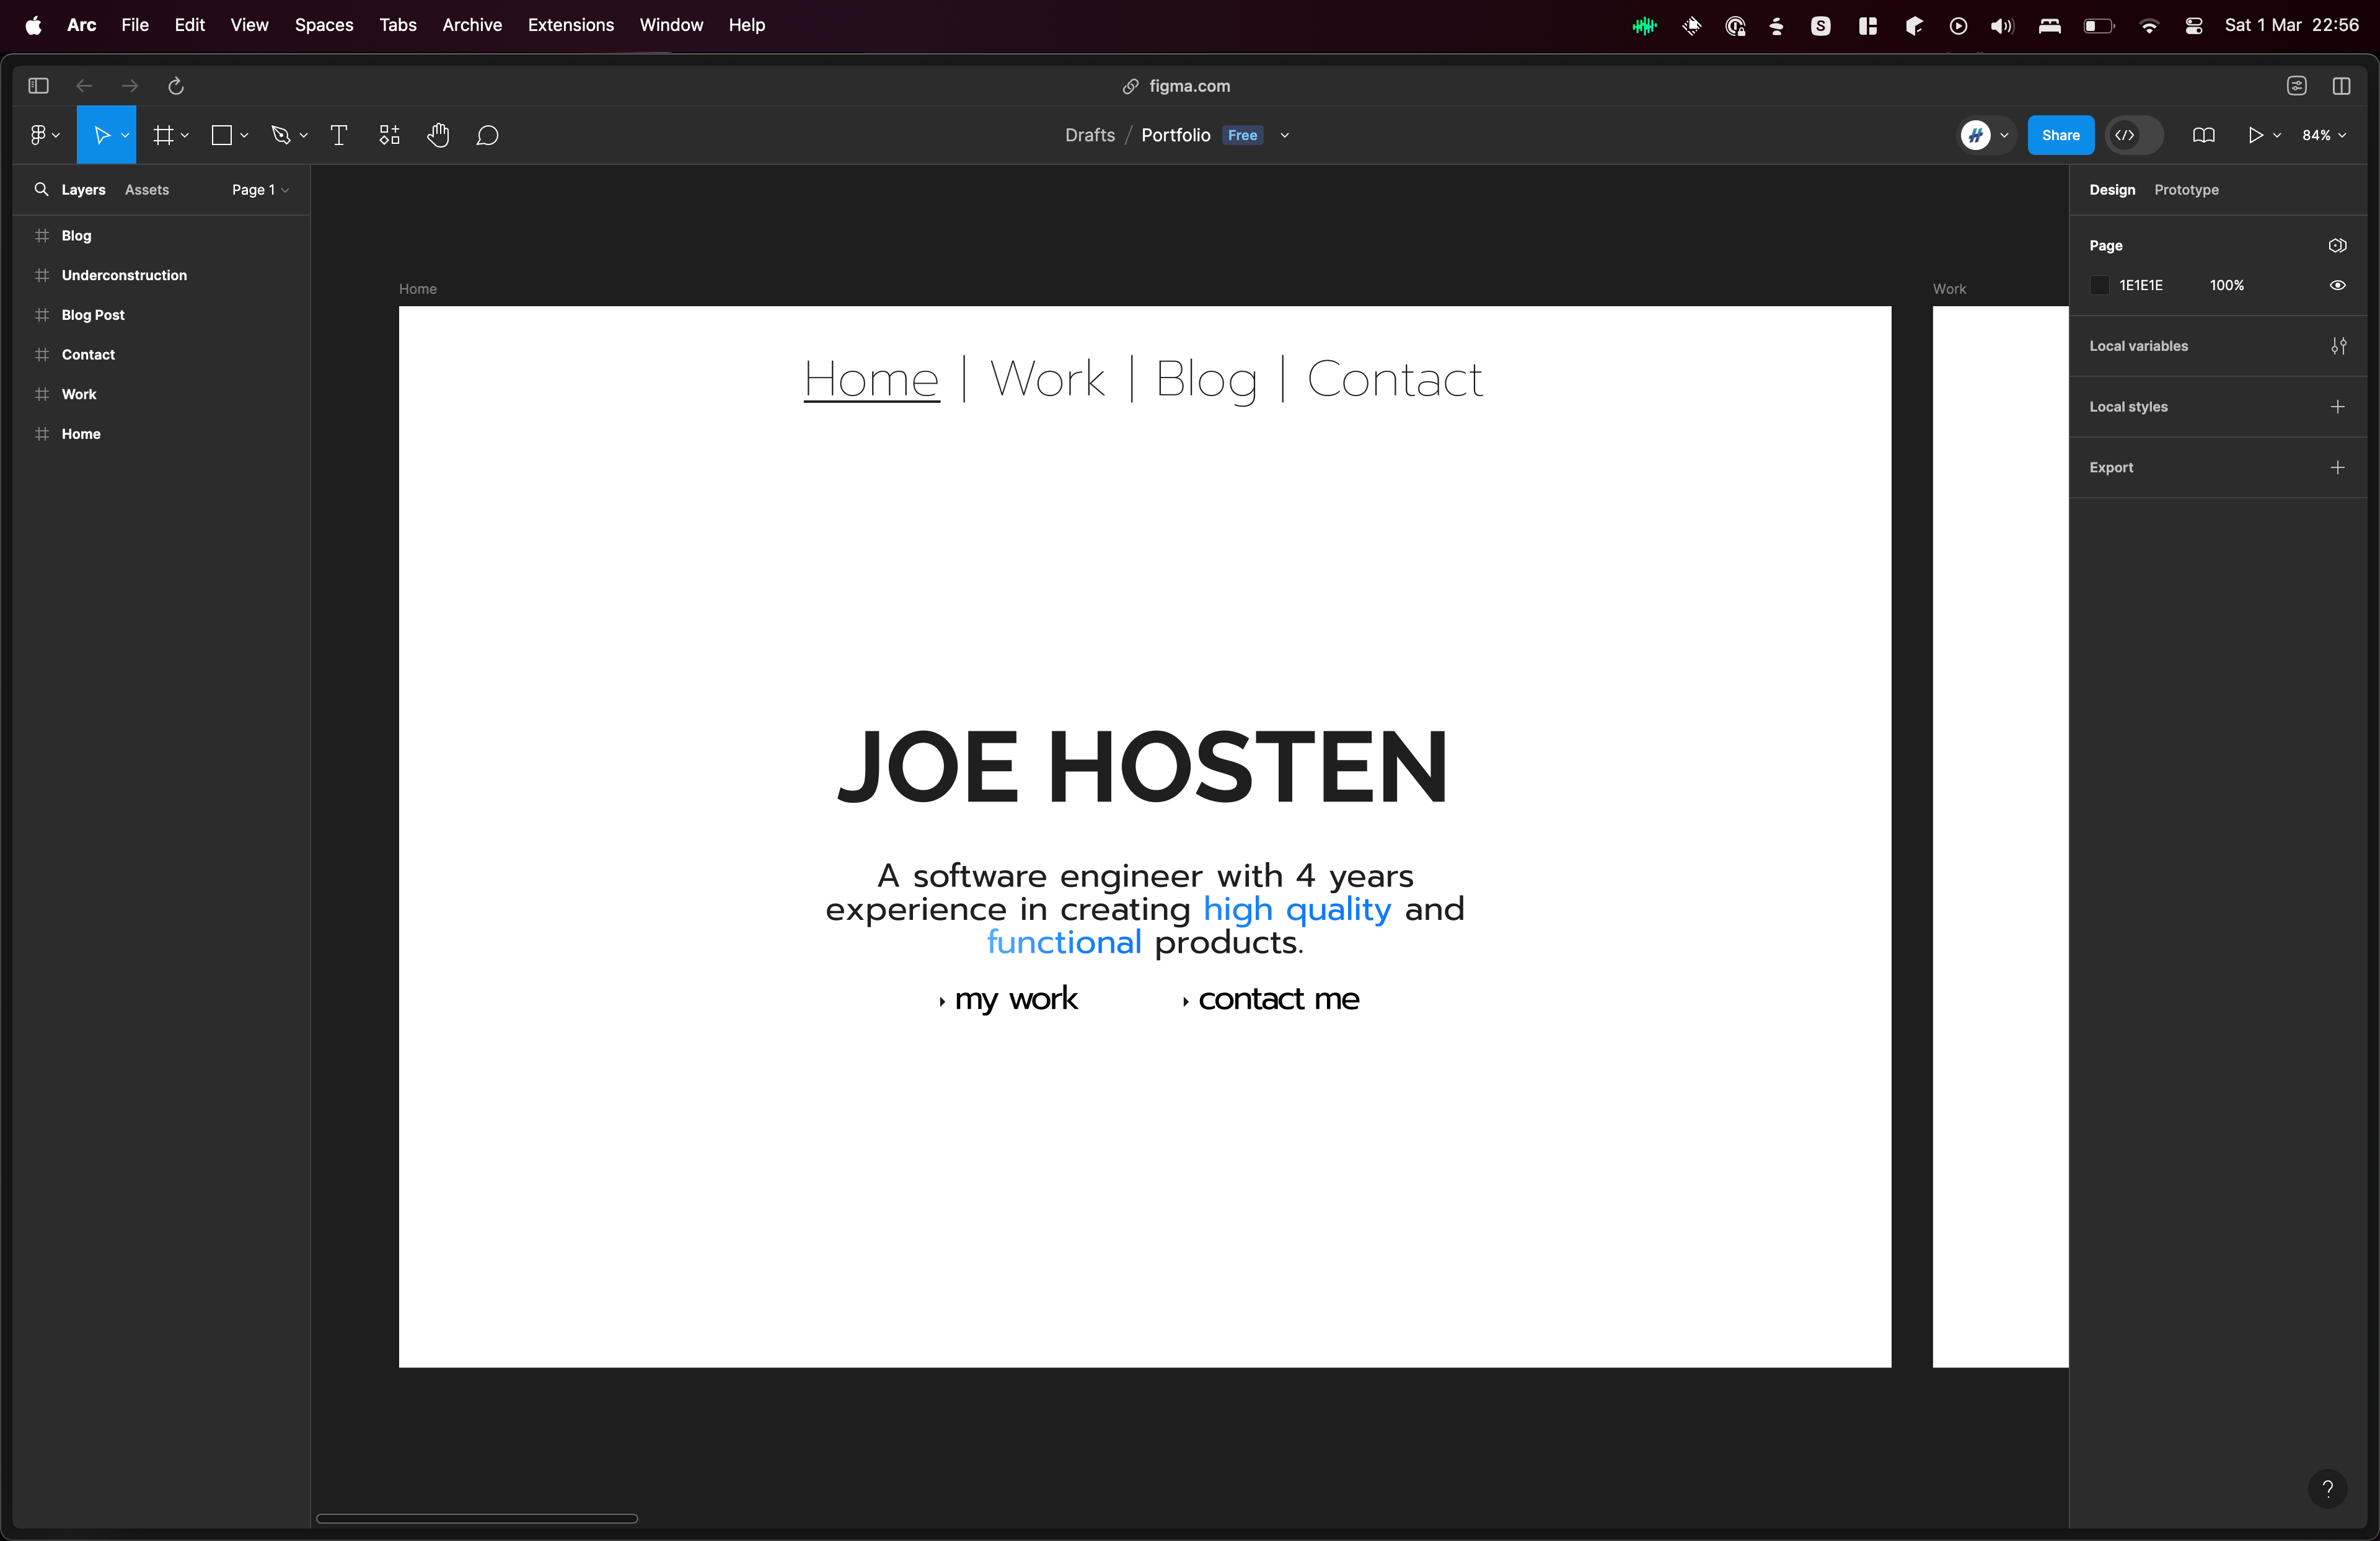 Arc File Edit View Spaces Tabs Archive Extensions Window Help S Sat 1 Mar 22:56
figma.com
Drafts / Portfolio Free Share 84%
Layers Assets Page 1
Blog
Underconstruction
Blog Post
Contact
Work
Home
Home
Home | Work | Blog | Contact
JOE HOSTEN
A software engineer with 4 years
experience in creating high quality and
functional products.
my work contact me
Work
Design Prototype
Page
1E1E1E 100%
Local variables
Local styles
Export
?